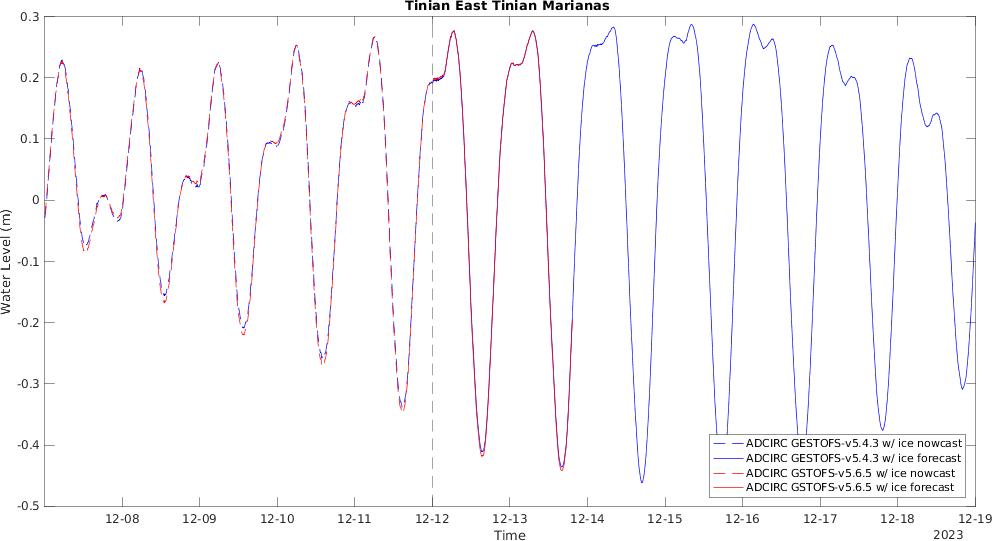 Tinian East Tinian Marianas
0.3
0.2
0.1
0
-0.1
-0.2
-0.3
-0.4
-0.5
Water Level (m)
12-08 12-09 12-10 12-11 12-12 12-13 12-14 12-15 12-16 12-17 12-18 12-19
Time
2023
ADCIRC GESTOFS-v5.4.3 w/ ice nowcast
ADCIRC GESTOFS-v5.4.3 w/ ice forecast
ADCIRC GSTOFS-v5.6.5 w/ ice nowcast
ADCIRC GSTOFS-v5.6.5 w/ ice forecast